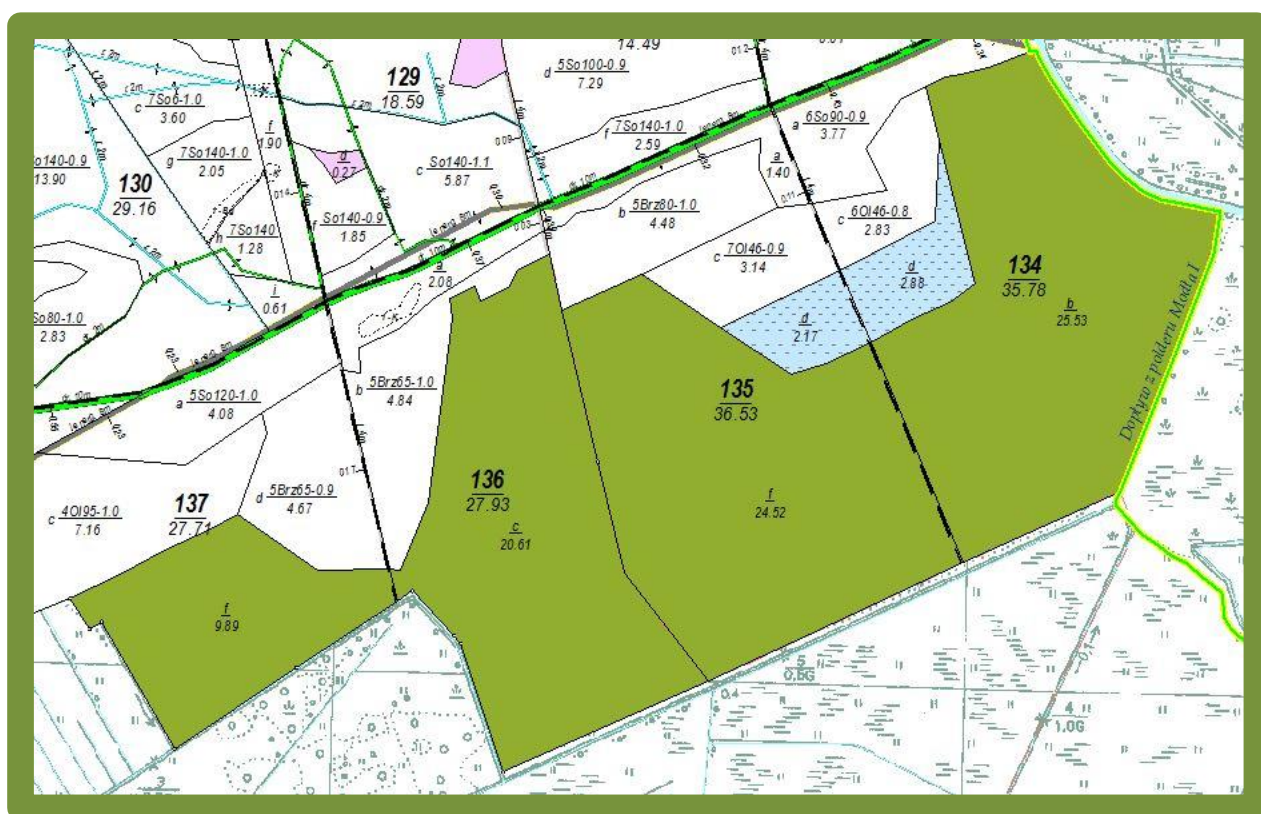 14.49
129
18.59
d 5So100-0.9
7.29
c 7So6-1.0
3.60
f
1.90
g 7So140-1.0
2.05
d
0.27
c So140-1.1
5.87
f 7So140-1.0
2.59
a 6So90-0.9
3.77
a
1.40
13.90
130
29.16
h 7So140
1.28
f So140-0.9
1.85
b 5Brz80-1.0
4.48
c 6Ol46-0.8
2.83
c 7Ol46-0.9
3.14
a
2.08
i
0.61
So80-1.0
2.83
d
2.88
d
2.17
134
35.78
b
25.53
a 5So120-1.0
4.08
b 5Brz65-1.0
4.84
135
36.53
Dopływ z polderu Modła I
c 4Ol95-1.0
7.16
137
27.71
d 5Brz65-0.9
4.67
136
27.93
c
20.61
f
24.52
f
9.89
5
0,5G
0,4
4
1,0G
3